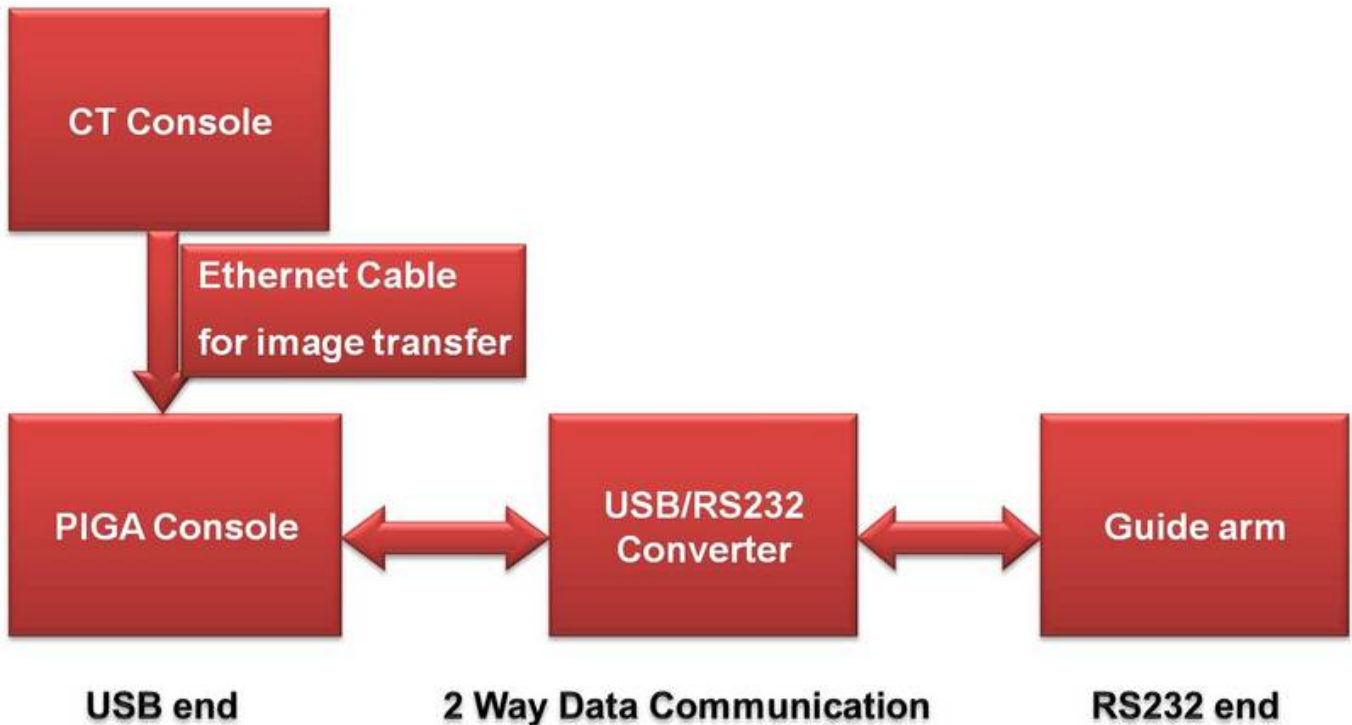 CT Console
Ethernet Cable
for image transfer
PIGA Console
USB/RS232
Converter
Guide arm
USB end
2 Way Data Communication
RS232 end